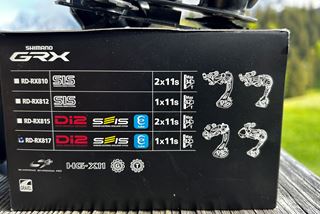 SHIMANO
GRX
RD-RX810 SIS 2x11s
RD-RX812 SIS 1x11s
RD-RX815 Di2 SEIS 2x11s
RD-RX817 Di2 SEIS 1x11s
HG-X11
GRAVEL